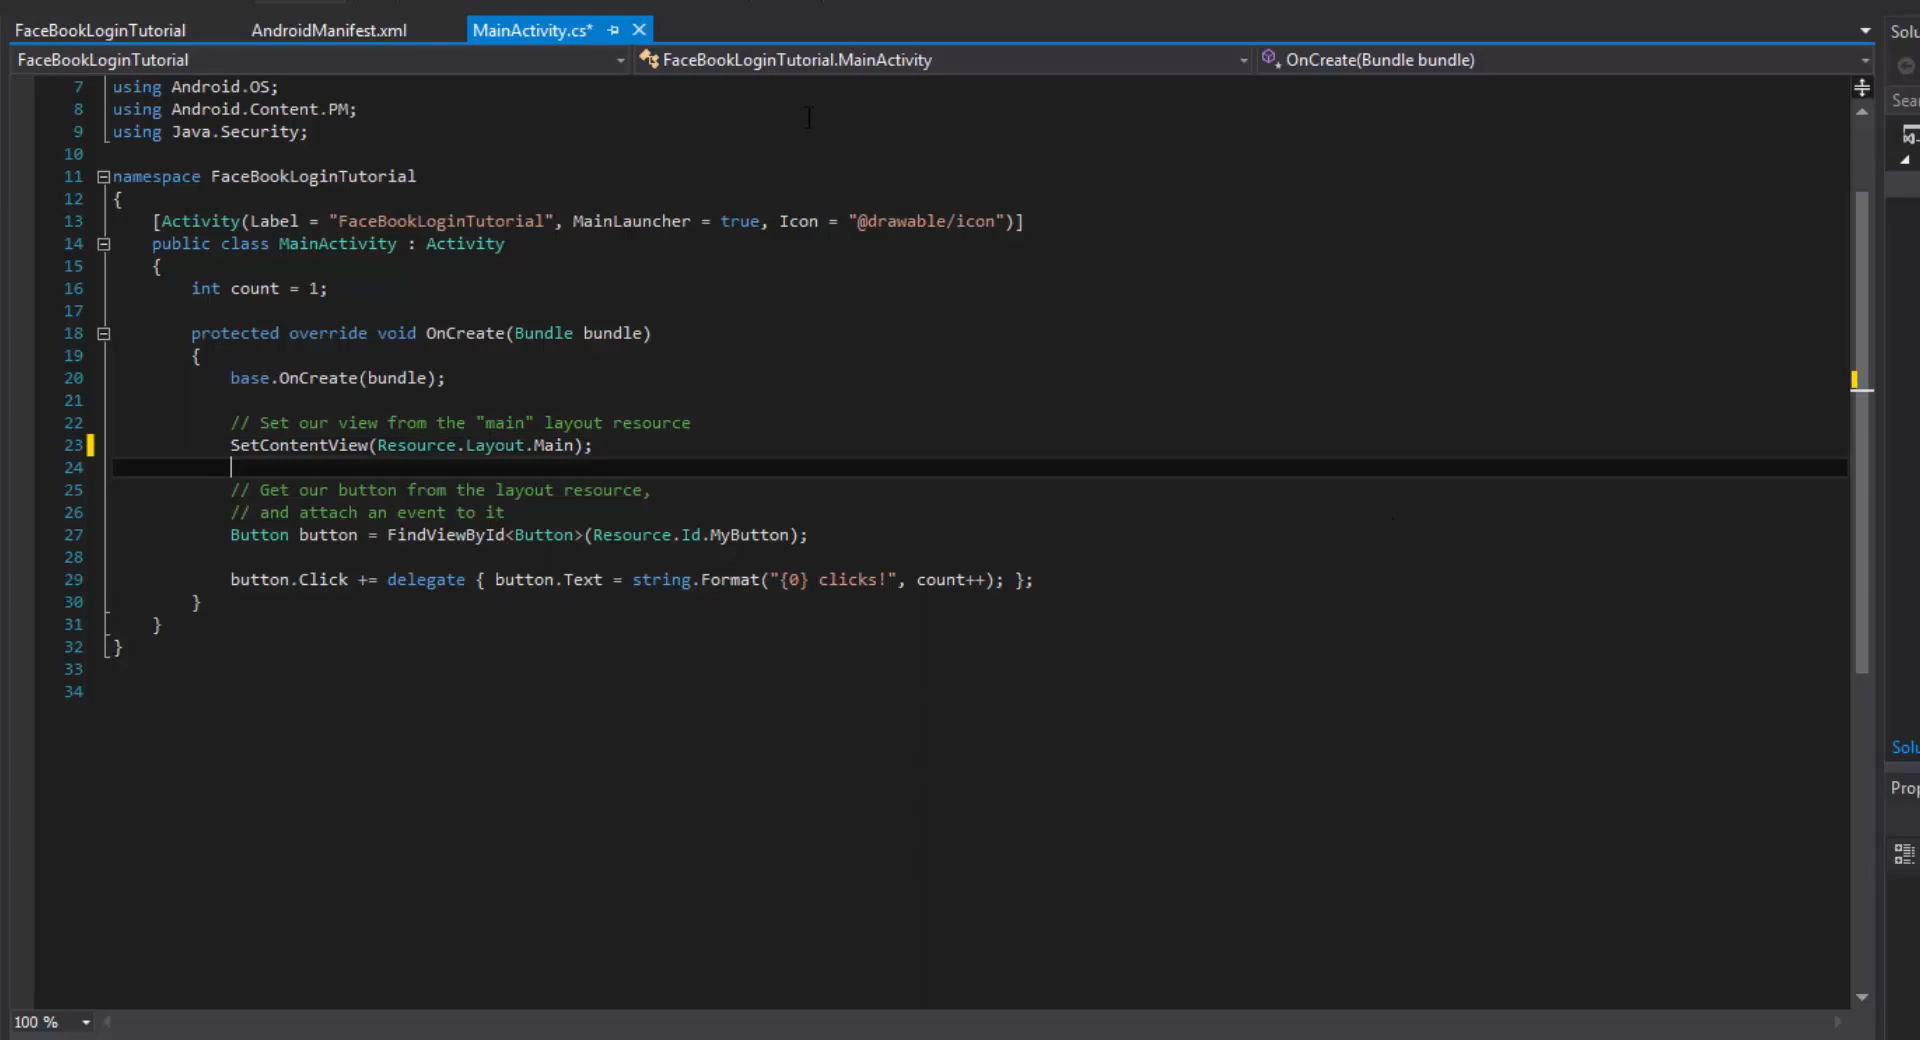 FaceBookLoginTutorial AndroidManifest.xml MainActivity.cs*
FaceBookLoginTutorial FaceBookLoginTutorial.MainActivity OnCreate(Bundle bundle)
7 using Android.OS;
8 using Android.Content.PM;
9 using Java.Security;
10
11 namespace FaceBookLoginTutorial
12 {
13 [Activity(Label = "FaceBookLoginTutorial", MainLauncher = true, Icon = "@drawable/icon")]
14 public class MainActivity : Activity
15 {
16 int count = 1;
17
18 protected override void OnCreate(Bundle bundle)
19 {
20 base.OnCreate(bundle);
21
22 // Set our view from the "main" layout resource
23 SetContentView(Resource.Layout.Main);
24
25 // Get our button from the layout resource,
26 // and attach an event to it
27 Button button = FindViewById<Button>(Resource.Id.MyButton);
28
29 button.Click += delegate { button.Text = string.Format("{0} clicks!", count++); };
30 }
31 }
32 }
33
34
100 %
Solu
Sear
Solu
Prop